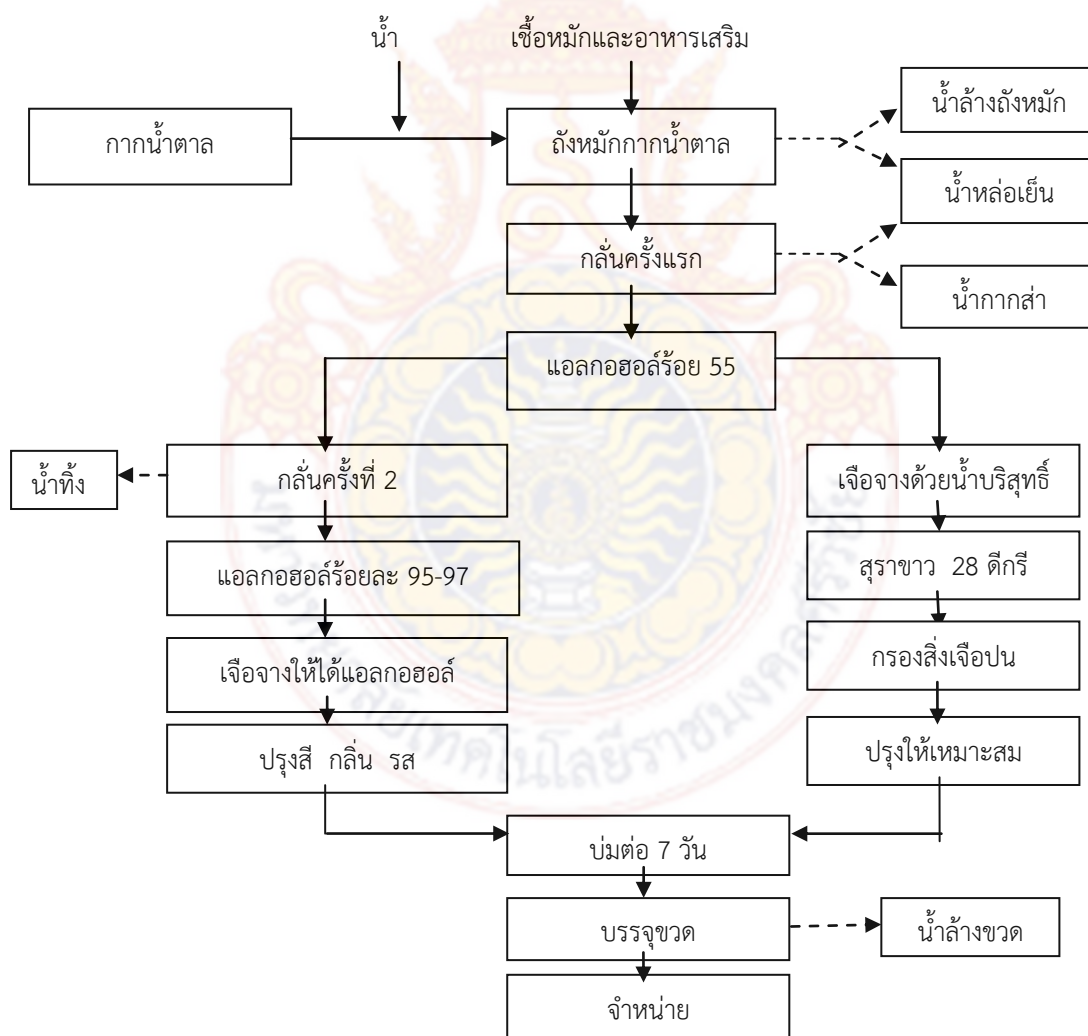 น้ำ
เชื้อหมักและอาหารเสริม
กากน้ำตาล
ถังหมักกากน้ำตาล
น้ำล้างถังหมัก
น้ำหล่อเย็น
กลั่นครั้งแรก
น้ำกากส่า
แอลกอฮอล์ร้อย 55
น้ำทิ้ง
กลั่นครั้งที่ 2
เจือจางด้วยน้ำบริสุทธิ์
แอลกอฮอล์ร้อยละ 95-97
สุราขาว 28 ดีกรี
เจือจางให้ได้แอลกอฮอล์
กรองสิ่งเจือปน
ปรุงสี กลิ่น รส
ปรุงให้เหมาะสม
บ่มต่อ 7 วัน
บรรจุขวด
น้ำล้างขวด
จำหน่าย